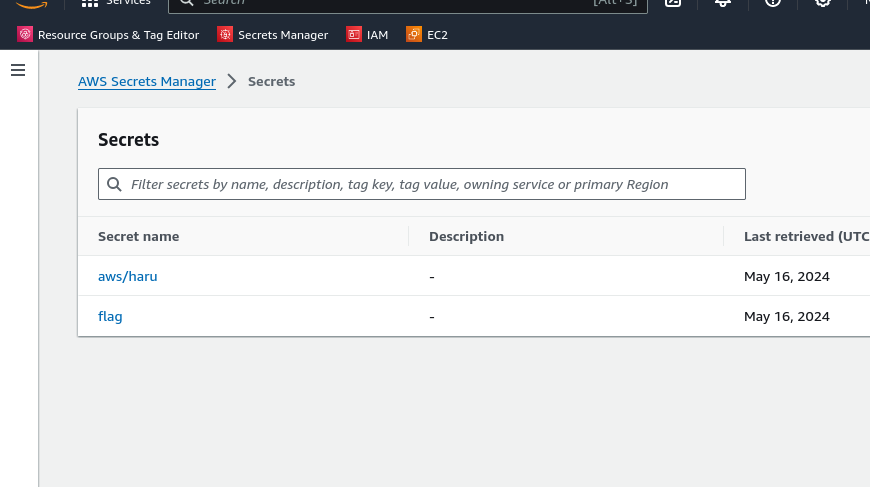 Services
Search
[Alt+S]
Resource Groups & Tag Editor Secrets Manager IAM EC2
AWS Secrets Manager > Secrets
Secrets
Filter secrets by name, description, tag key, tag value, owning service or primary Region
Secret name Description Last retrieved (UTC
aws/haru - May 16, 2024
flag - May 16, 2024